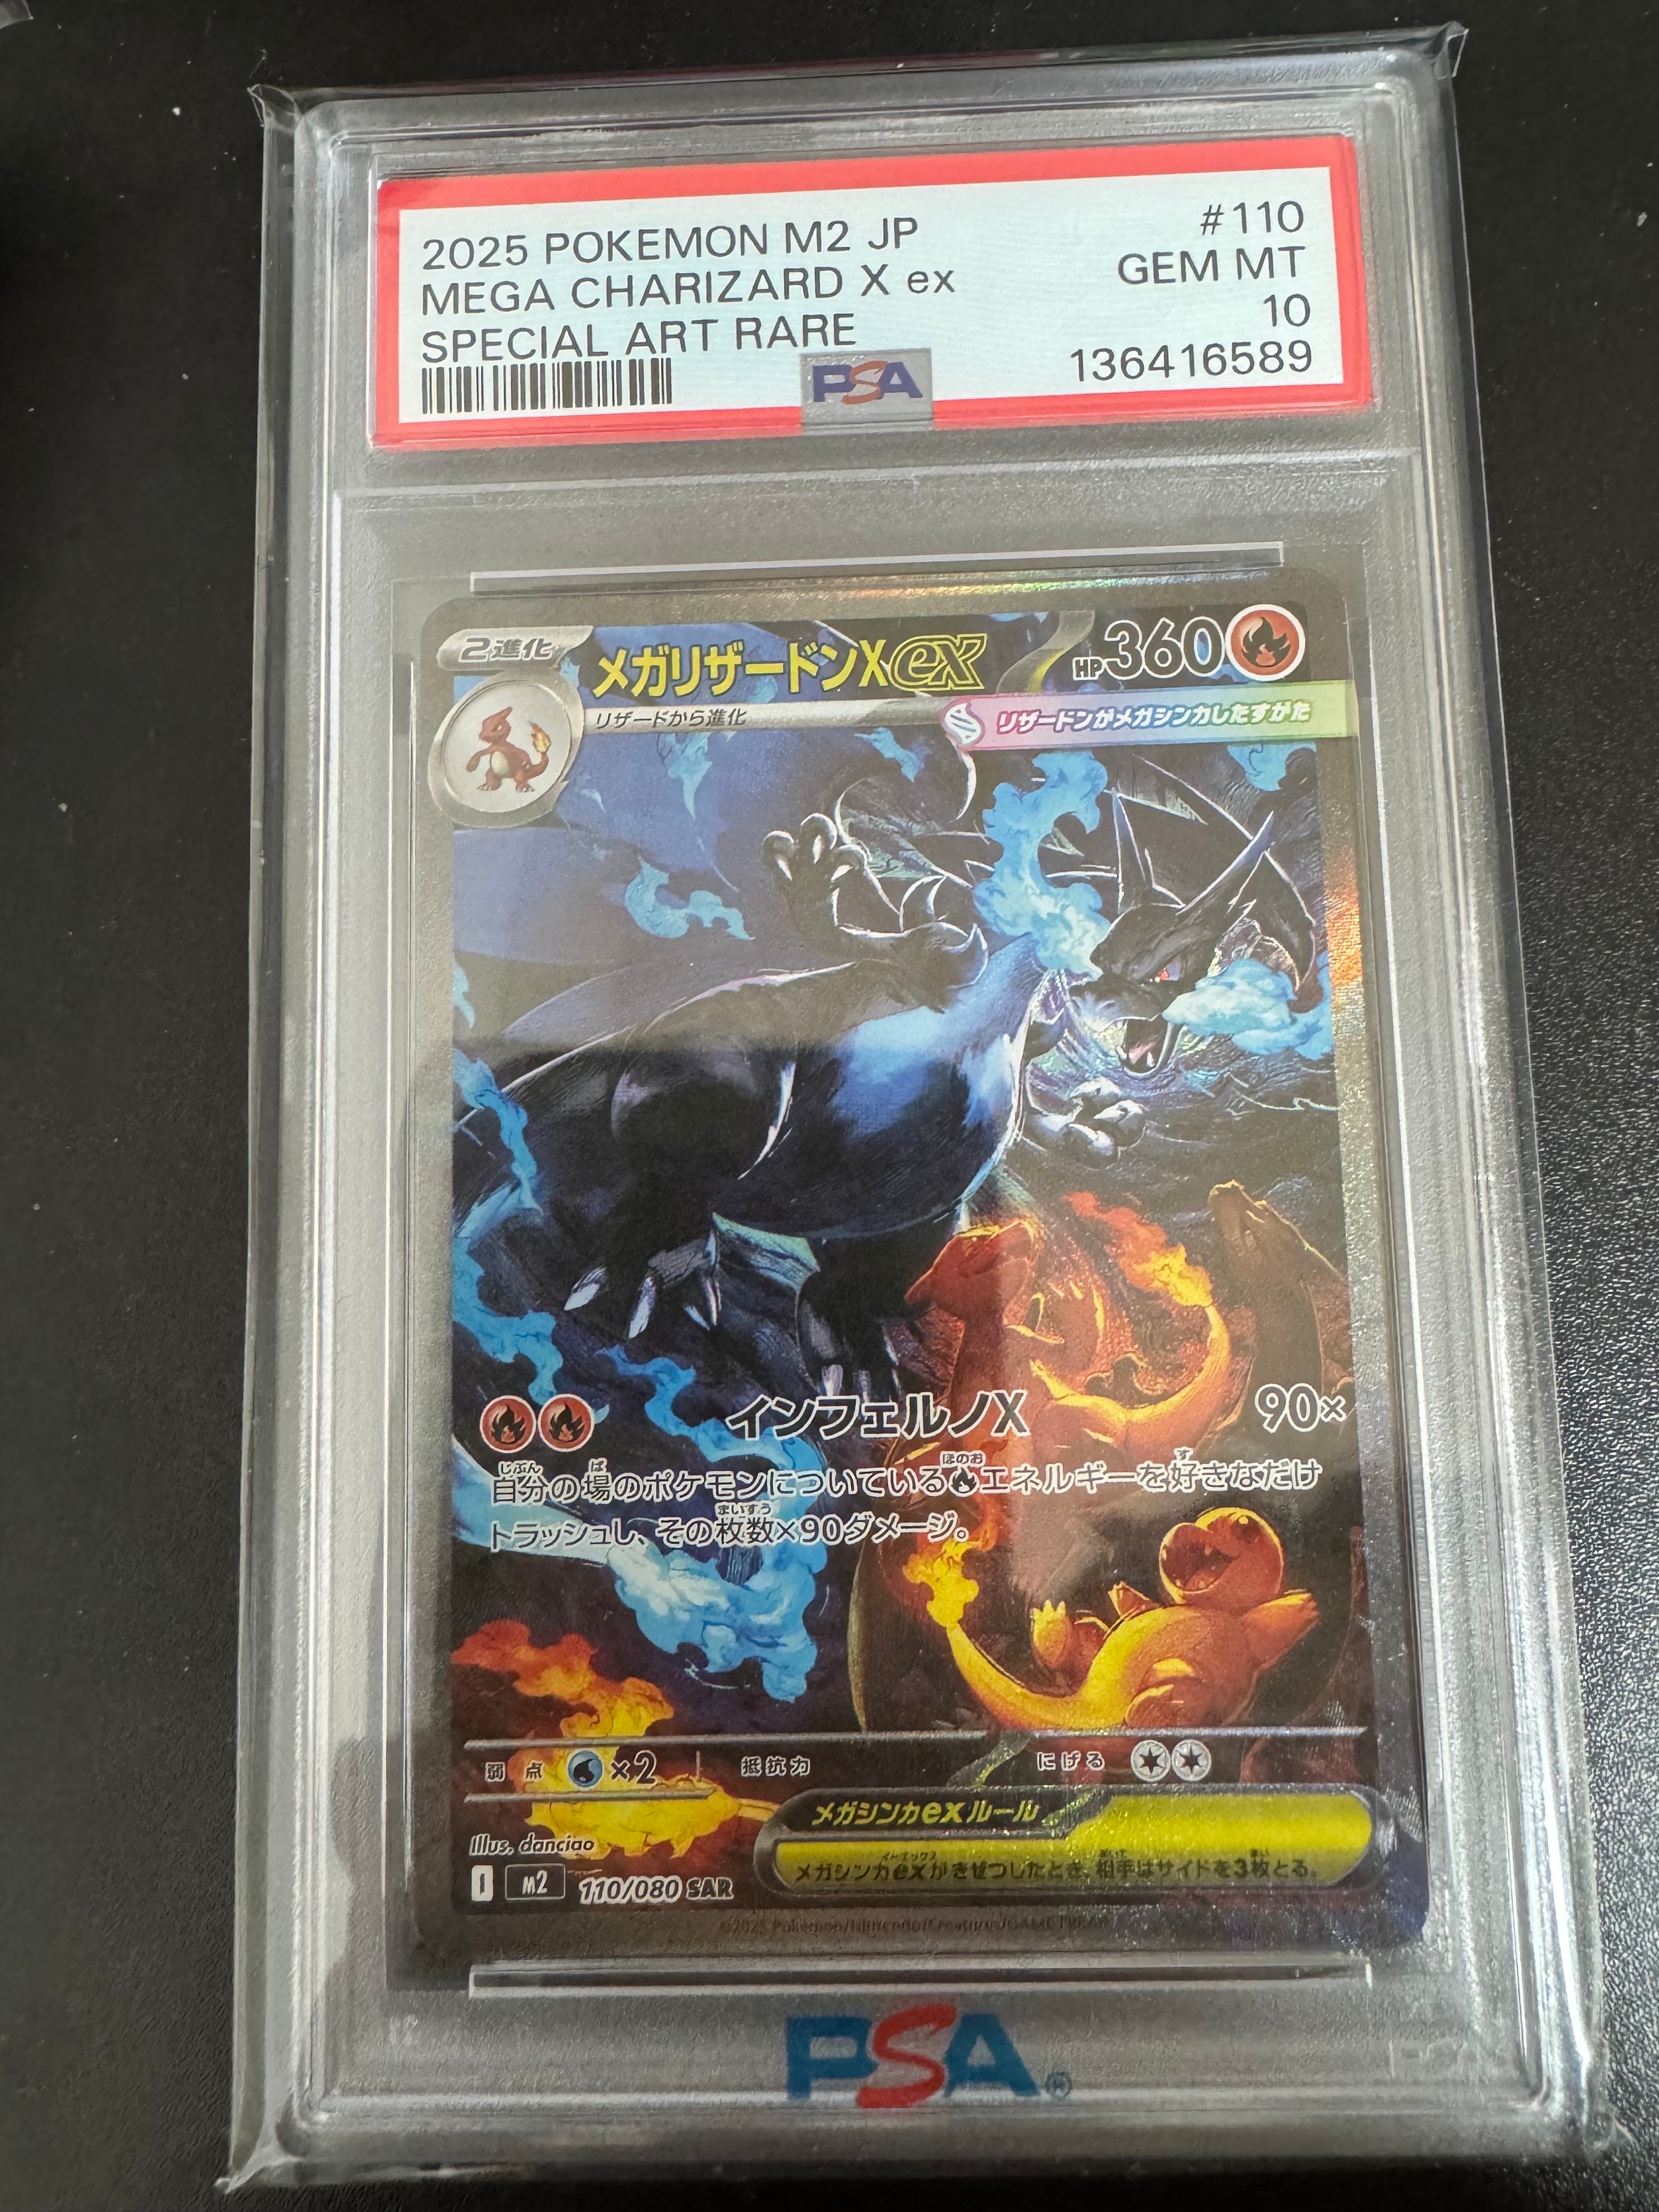 2025 POKEMON M2 JP #110
MEGA CHARIZARD X ex GEM MT
SPECIAL ART RARE 10
PSA 136416589
2進化
メガリザードンXex HP360
リザードから進化
リザードンがメガシンカしたすがた
インフェルノX 90×
自分の場のポケモンについているエネルギーを好きなだけ
トラッシュし、その枚数×90ダメージ。
弱点 ×2 抵抗力 にげる
メガシンカexルール
メガシンカexがきぜつしたとき、相手はサイドを3枚とる。
Illus. danciao
I M2 110/080 SAR
©2025 Pokémon/Nintendo/Creatures/GAME FREAK
PSA®